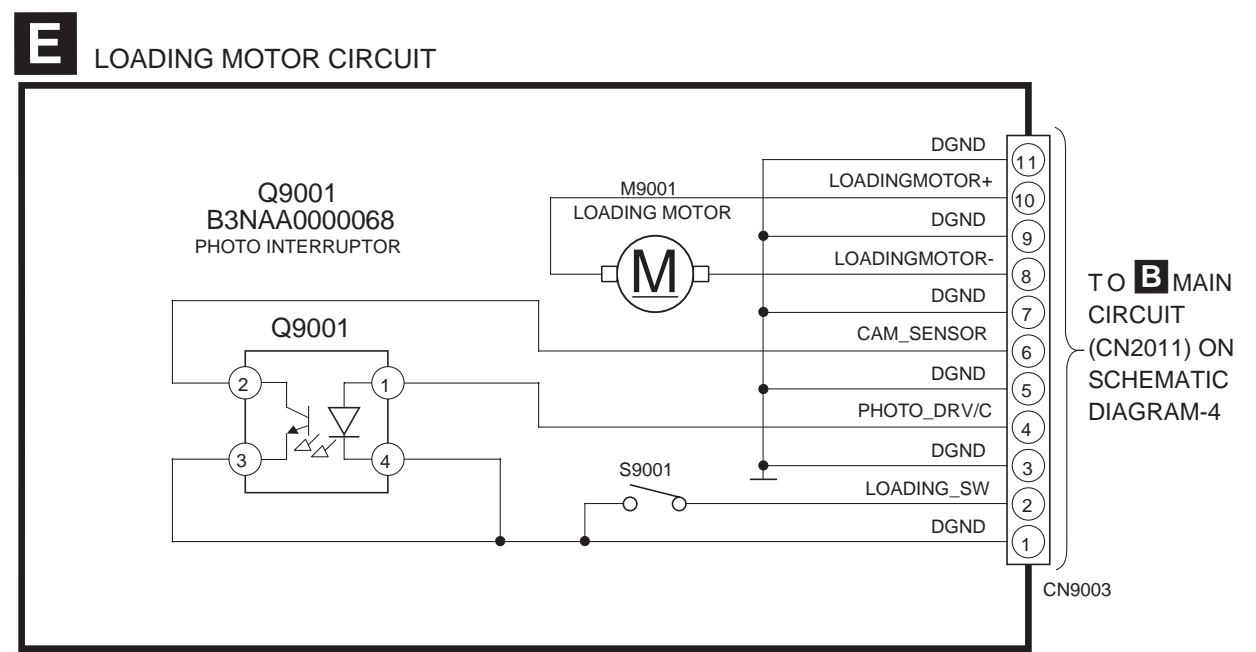 E LOADING MOTOR CIRCUIT
Q9001
B3NAA0000068
PHOTO INTERRUPTOR
M9001
LOADING MOTOR
M
Q9001
2
1
3
4
S9001
DGND 11
LOADINGMOTOR+ 10
DGND 9
LOADINGMOTOR- 8
DGND 7
CAM_SENSOR 6
DGND 5
PHOTO_DRV/C 4
DGND 3
LOADING_SW 2
DGND 1
CN9003
TO B MAIN
CIRCUIT
(CN2011) ON
SCHEMATIC
DIAGRAM-4